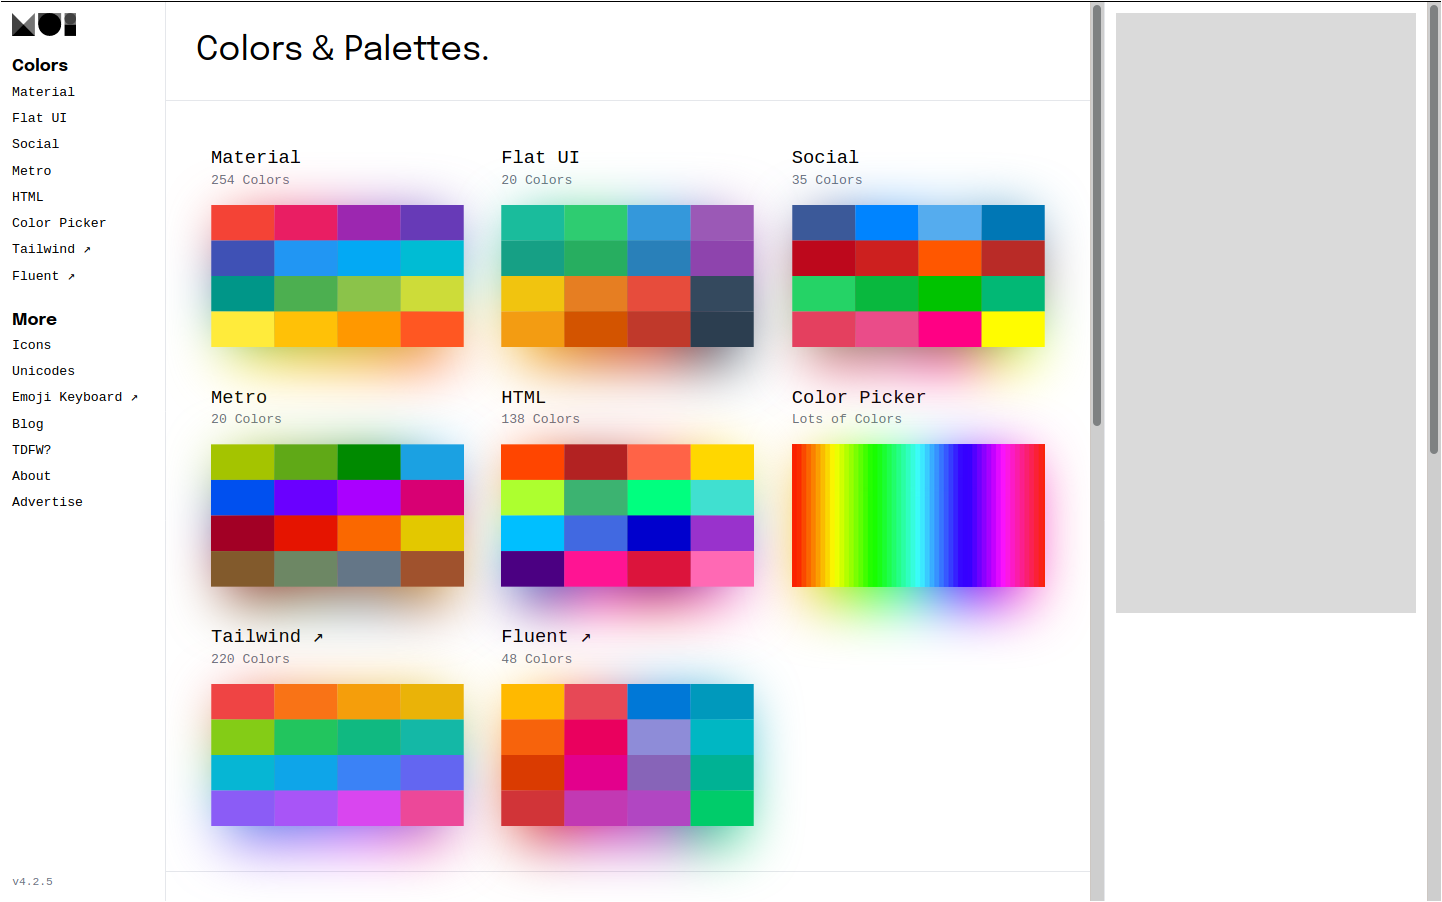 MOi
Colors
Material
Flat UI
Social
Metro
HTML
Color Picker
Tailwind ↗
Fluent ↗
More
Icons
Unicodes
Emoji Keyboard ↗
Blog
TDFW?
About
Advertise
v4.2.5
Colors & Palettes.
Material
254 Colors
Flat UI
20 Colors
Social
35 Colors
Metro
20 Colors
HTML
138 Colors
Color Picker
Lots of Colors
Tailwind ↗
220 Colors
Fluent ↗
48 Colors